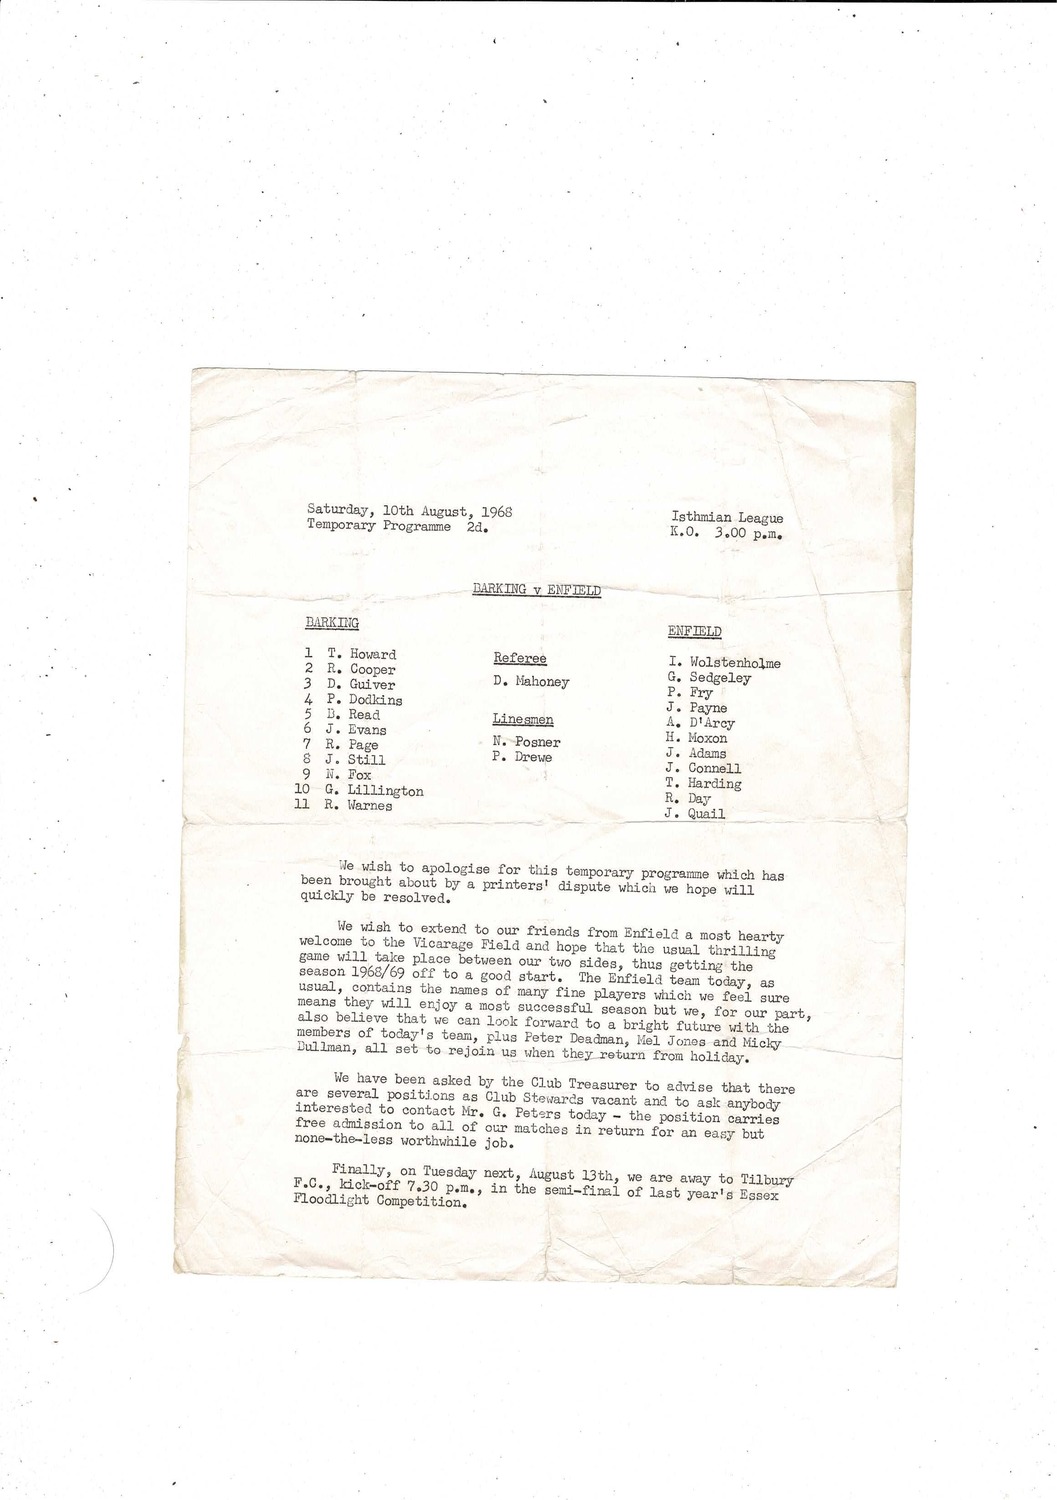 Saturday, 10th August, 1968
Temporary Programme 2d.
Isthmian League
K.O. 3.00 p.m.
BARKING v ENFIELD
BARKING
1 T. Howard
2 R. Cooper
3 D. Guiver
4 P. Dodkins
5 B. Read
6 J. Evans
7 R. Page
8 J. Still
9 N. Fox
10 G. Lillington
11 R. Warnes
Referee
D. Mahoney
Linesmen
N. Posner
P. Drewe
ENFIELD
I. Wolstenholme
G. Sedgeley
P. Fry
J. Payne
A. D'Arcy
H. Moxon
J. Adams
J. Connell
T. Harding
R. Day
J. Quail
We wish to apologise for this temporary programme which has
been brought about by a printers' dispute which we hope will
quickly be resolved.
We wish to extend to our friends from Enfield a most hearty
welcome to the Vicarage Field and hope that the usual thrilling
game will take place between our two sides, thus getting the
season 1968/69 off to a good start. The Enfield team today, as
usual, contains the names of many fine players which we feel sure
means they will enjoy a most successful season but we, for our part,
also believe that we can look forward to a bright future with the
members of today's team, plus Peter Deadman, Mel Jones and Micky
Dullman, all set to rejoin us when they return from holiday.
We have been asked by the Club Treasurer to advise that there
are several positions as Club Stewards vacant and to ask anybody
interested to contact Mr. G. Peters today - the position carries
free admission to all of our matches in return for an easy but
none-the-less worthwhile job.
Finally, on Tuesday next, August 13th, we are away to Tilbury
F.C., kick-off 7.30 p.m., in the semi-final of last year's Essex
Floodlight Competition.